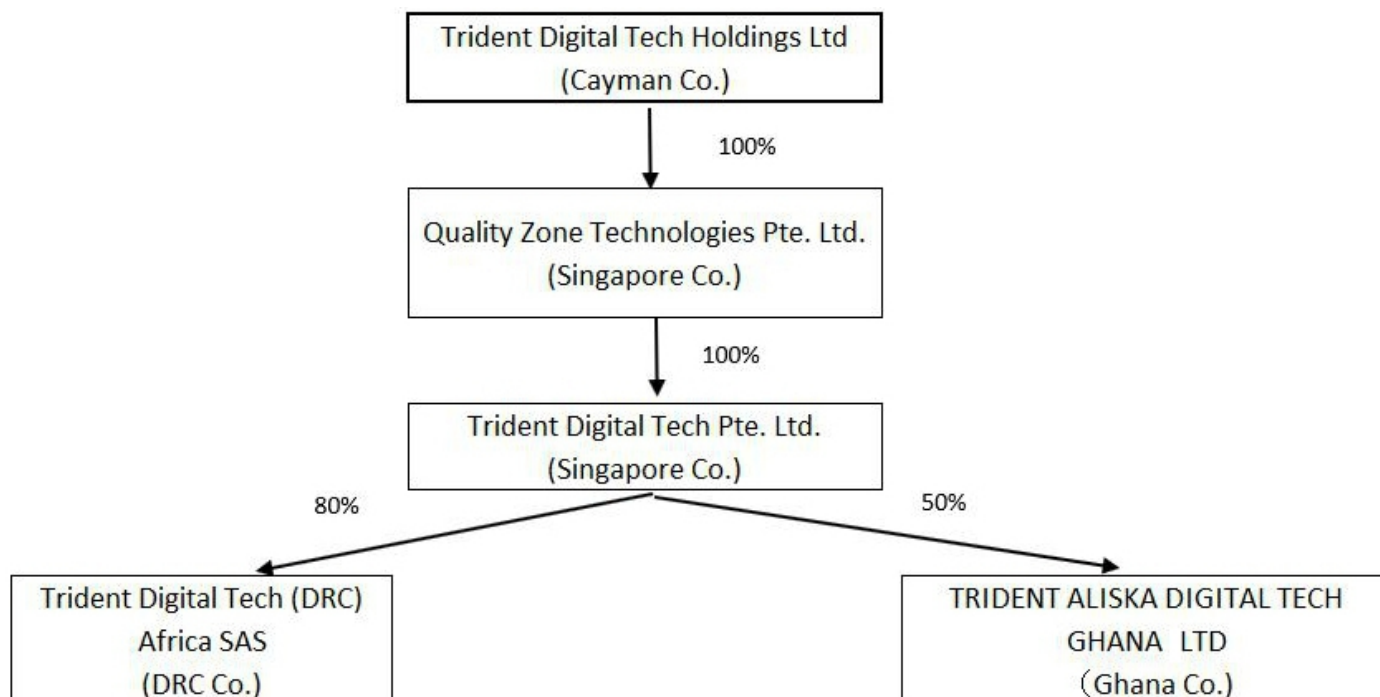 Trident Digital Tech Holdings Ltd
(Cayman Co.)
100%
Quality Zone Technologies Pte. Ltd.
(Singapore Co.)
100%
Trident Digital Tech Pte. Ltd.
(Singapore Co.)
80%
50%
Trident Digital Tech (DRC)
Africa SAS
(DRC Co.)
TRIDENT ALISKA DIGITAL TECH
GHANA LTD
（Ghana Co.)